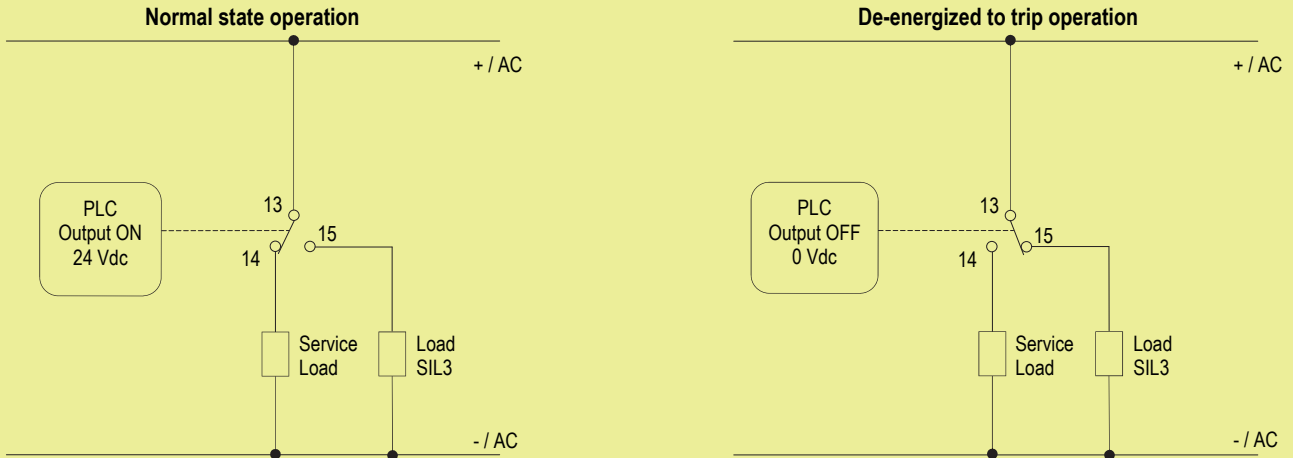 Normal state operation
+ / AC
PLC
Output ON
24 Vdc
13
15
14
Service
Load
Load
SIL3
- / AC
De-energized to trip operation
+ / AC
PLC
Output OFF
0 Vdc
13
15
14
Service
Load
Load
SIL3
- / AC